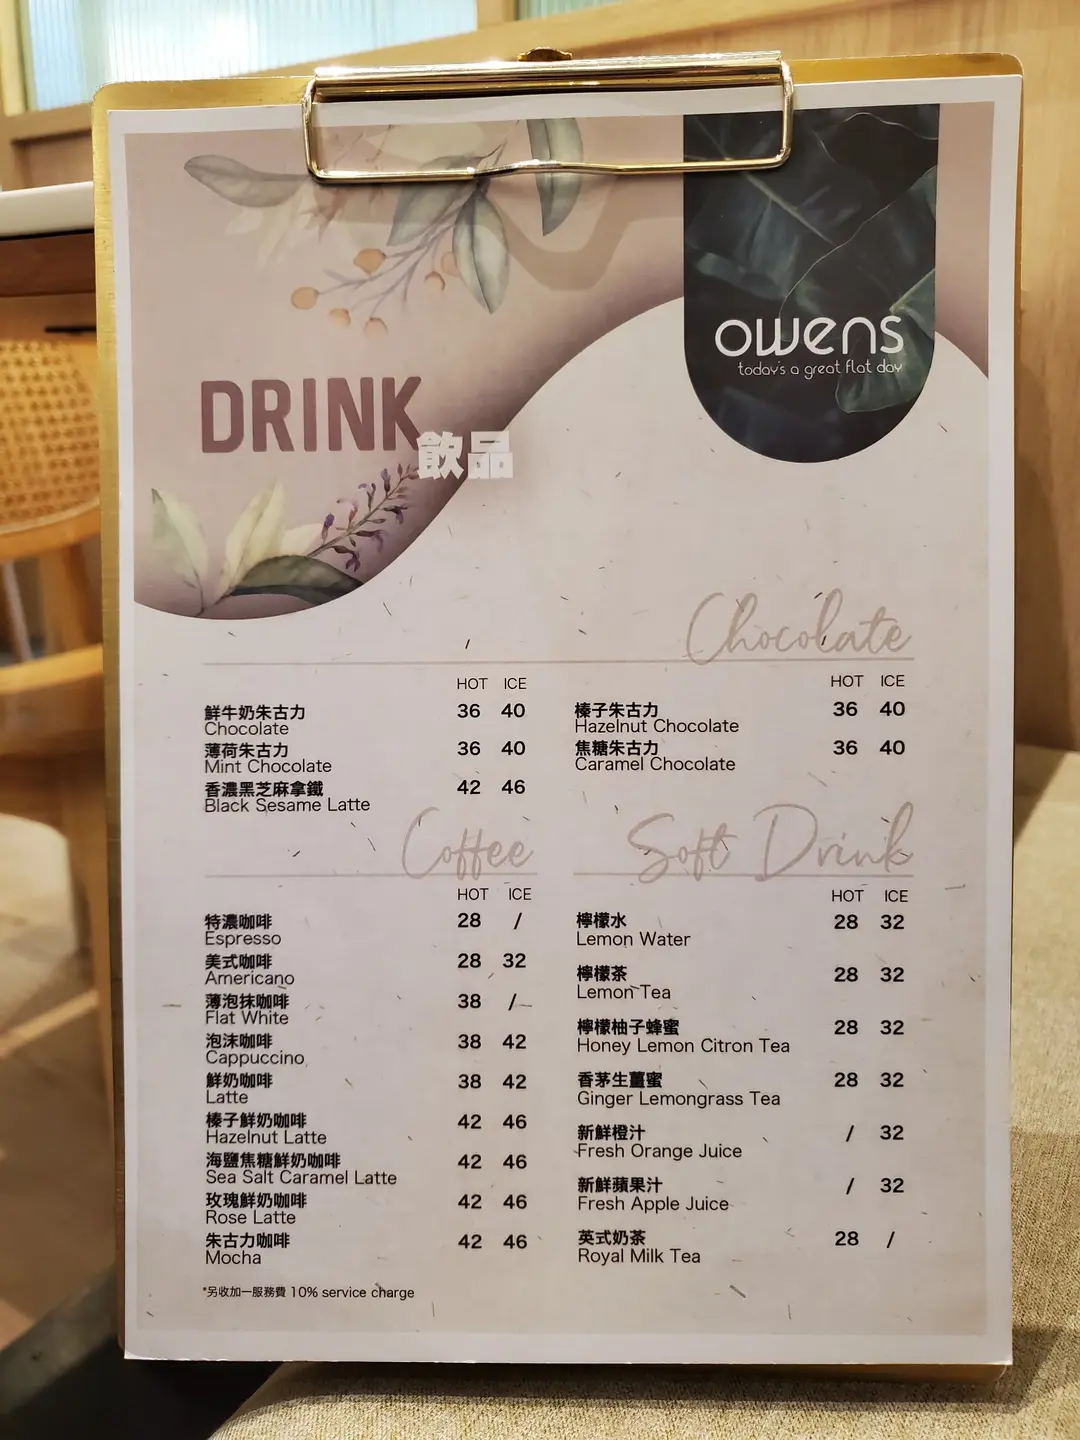 owens
today's a great flat day
DRINK
飲品
Chocolate
HOT ICE
鮮牛奶朱古力 36 40
Chocolate
薄荷朱古力 36 40
Mint Chocolate
香濃黑芝麻拿鐵 42 46
Black Sesame Latte
HOT ICE
榛子朱古力 36 40
Hazelnut Chocolate
焦糖朱古力 36 40
Caramel Chocolate
Coffee
HOT ICE
特濃咖啡 28 /
Espresso
美式咖啡 28 32
Americano
薄泡抹咖啡 38 /
Flat White
泡沫咖啡 38 42
Cappuccino
鮮奶咖啡 38 42
Latte
榛子鮮奶咖啡 42 46
Hazelnut Latte
海鹽焦糖鮮奶咖啡 42 46
Sea Salt Caramel Latte
玫瑰鮮奶咖啡 42 46
Rose Latte
朱古力咖啡 42 46
Mocha
Soft Drink
HOT ICE
檸檬水 28 32
Lemon Water
檸檬茶 28 32
Lemon Tea
檸檬柚子蜂蜜 28 32
Honey Lemon Citron Tea
香茅生薑蜜 28 32
Ginger Lemongrass Tea
新鮮橙汁 / 32
Fresh Orange Juice
新鮮蘋果汁 / 32
Fresh Apple Juice
英式奶茶 28 /
Royal Milk Tea
*另收加一服務費 10% service charge